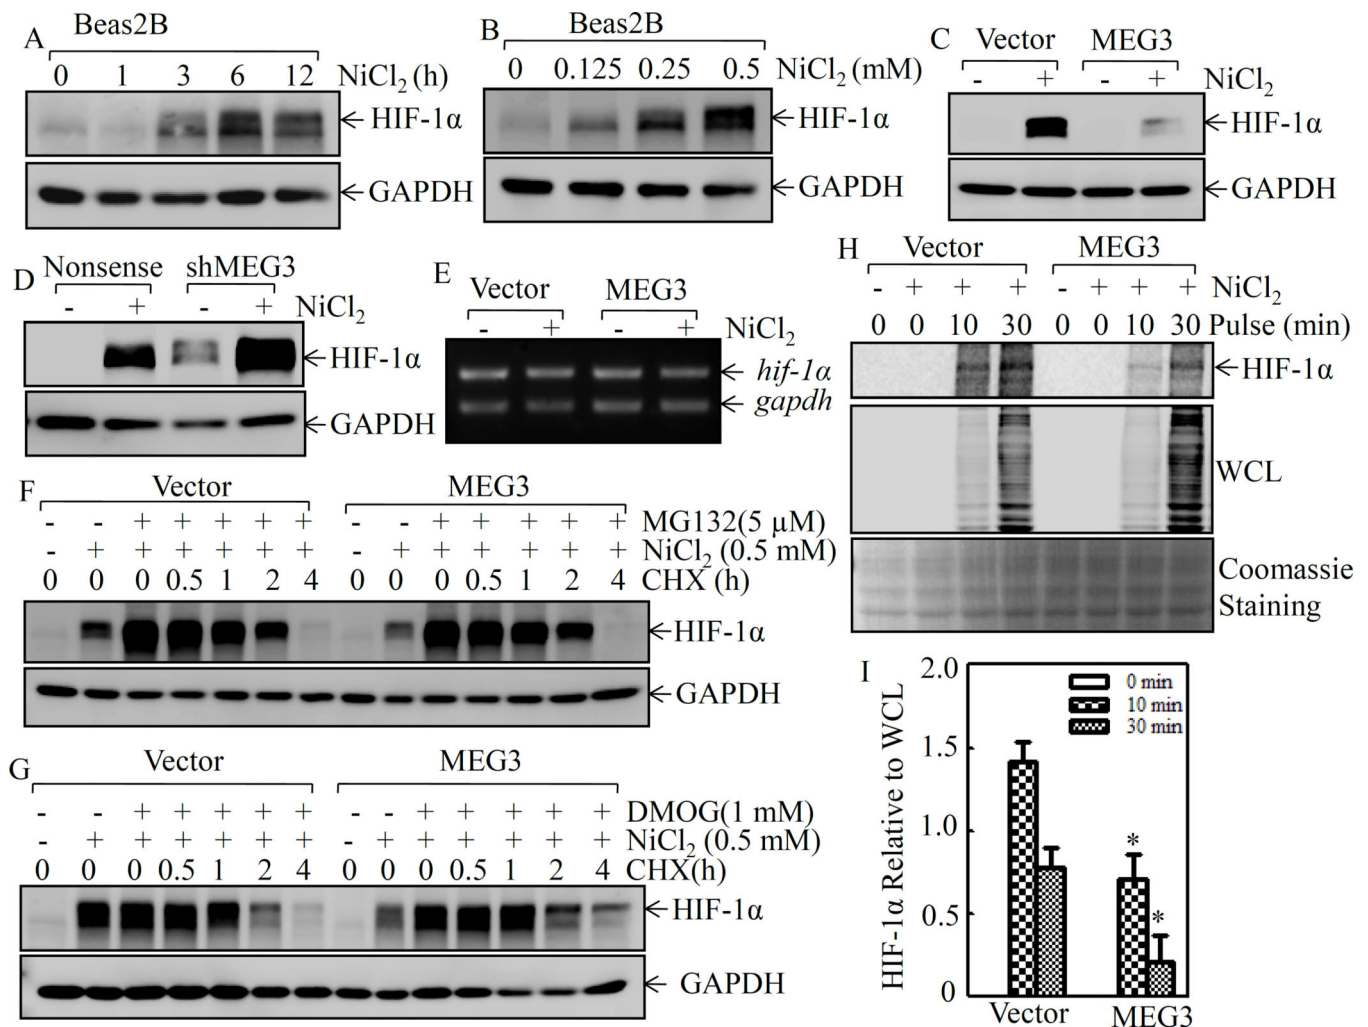 A
Beas2B
0 1 3 6 12 NiCl2 (h)
HIF-1α
GAPDH
B
Beas2B
0 0.125 0.25 0.5 NiCl2 (mM)
HIF-1α
GAPDH
C
Vector MEG3
- + - + NiCl2
HIF-1α
GAPDH
D
Nonsense shMEG3
- + - + NiCl2
HIF-1α
GAPDH
E
Vector MEG3
- + - + NiCl2
hif-1α
gapdh
F
Vector MEG3
- - + + + + + - - + + + + + MG132(5 µM)
- + + + + + + - + + + + + + NiCl2 (0.5 mM)
0 0 0 0.5 1 2 4 0 0 0 0.5 1 2 4 CHX (h)
HIF-1α
GAPDH
G
Vector MEG3
- - + + + + + - - + + + + + DMOG(1 mM)
- + + + + + + - + + + + + + NiCl2 (0.5 mM)
0 0 0 0.5 1 2 4 0 0 0 0.5 1 2 4 CHX(h)
HIF-1α
GAPDH
H
Vector MEG3
- + + + - + + + NiCl2
0 0 10 30 0 0 10 30 Pulse (min)
HIF-1α
WCL
Coomassie
Staining
I
HIF-1α Relative to WCL
2.0
1.5
1.0
0.5
0
0 min
10 min
30 min
*
*
Vector MEG3